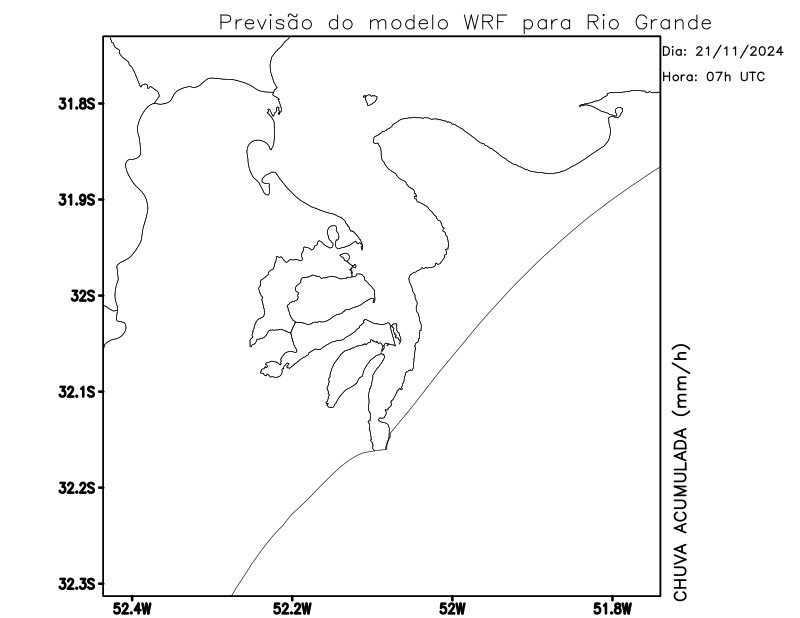 Previsão do modelo WRF para Rio Grande
Dia: 21/11/2024
Hora: 07h UTC
31.8S
31.9S
32S
32.1S
32.2S
32.3S
52.4W
52.2W
52W
51.8W
CHUVA ACUMULADA (mm/h)